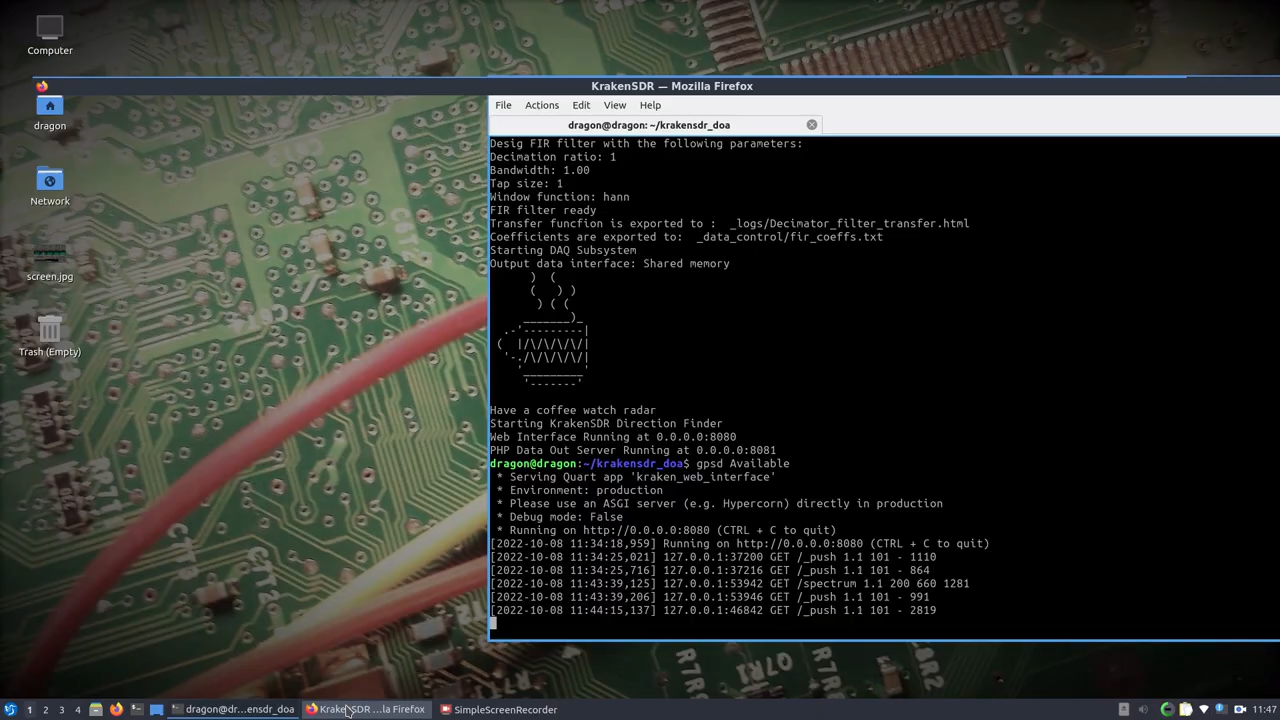 Computer
KrakenSDR — Mozilla Firefox
dragon
Network
screen.jpg
Trash (Empty)
File Actions Edit View Help
dragon@dragon: ~/krakensdr_doa
Desig FIR filter with the following parameters:
Decimation ratio: 1
Bandwidth: 1.00
Tap size: 1
Window function: hann
FIR filter ready
Transfer funcfion is exported to :  _logs/Decimator_filter_transfer.html
Coefficients are exported to:  _data_control/fir_coeffs.txt
Starting DAQ Subsystem
Output data interface: Shared memory
       )  (
       (   ) )
        ) ( (
      _______)_
   .-'---------|
  (  |/\/\/\/\/|
   '-./\/\/\/\/|
     '_________'
      '-------'
Have a coffee watch radar
Starting KrakenSDR Direction Finder
Web Interface Running at 0.0.0.0:8080
PHP Data Out Server Running at 0.0.0.0:8081
dragon@dragon:~/krakensdr_doa$ gpsd Available
 * Serving Quart app 'kraken_web_interface'
 * Environment: production
 * Please use an ASGI server (e.g. Hypercorn) directly in production
 * Debug mode: False
 * Running on http://0.0.0.0:8080 (CTRL + C to quit)
[2022-10-08 11:34:18,959] Running on http://0.0.0.0:8080 (CTRL + C to quit)
[2022-10-08 11:34:25,021] 127.0.0.1:37200 GET /_push 1.1 101 - 1110
[2022-10-08 11:34:25,716] 127.0.0.1:37216 GET /_push 1.1 101 - 864
[2022-10-08 11:43:39,125] 127.0.0.1:53942 GET /spectrum 1.1 200 660 1281
[2022-10-08 11:43:39,206] 127.0.0.1:53946 GET /_push 1.1 101 - 991
[2022-10-08 11:44:15,137] 127.0.0.1:46842 GET /_push 1.1 101 - 2819
R7R
R7E
1 2 3 4 dragon@dr...ensdr_doa KrakenSDR ...la Firefox SimpleScreenRecorder 11:47